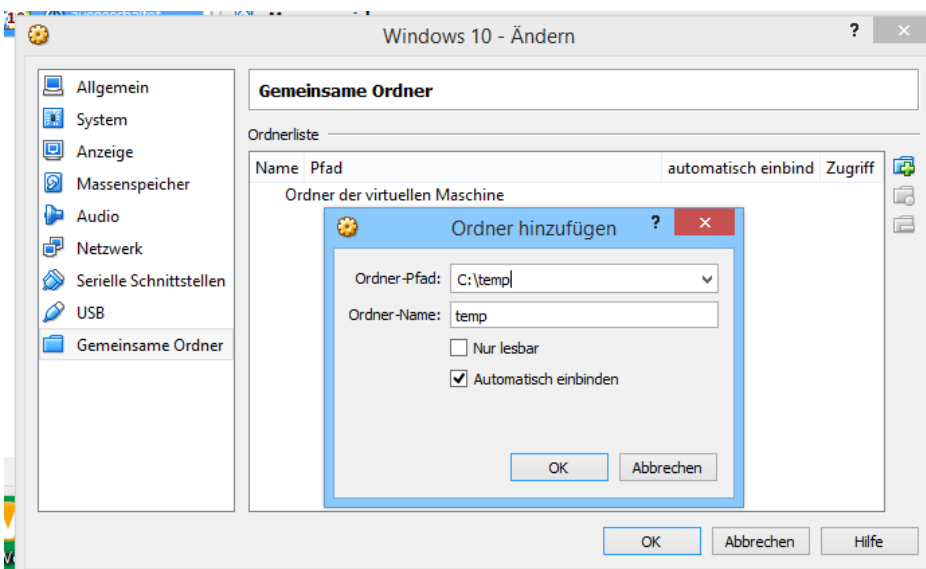 ausgeschaltet
Windows 10 - Ändern
?
Allgemein
System
Anzeige
Massenspeicher
Audio
Netzwerk
Serielle Schnittstellen
USB
Gemeinsame Ordner
Gemeinsame Ordner
Ordnerliste
Name Pfad automatisch einbind Zugriff
Ordner der virtuellen Maschine
Ordner hinzufügen ?
Ordner-Pfad: C:\temp
Ordner-Name: temp
Nur lesbar
Automatisch einbinden
OK Abbrechen
OK Abbrechen Hilfe